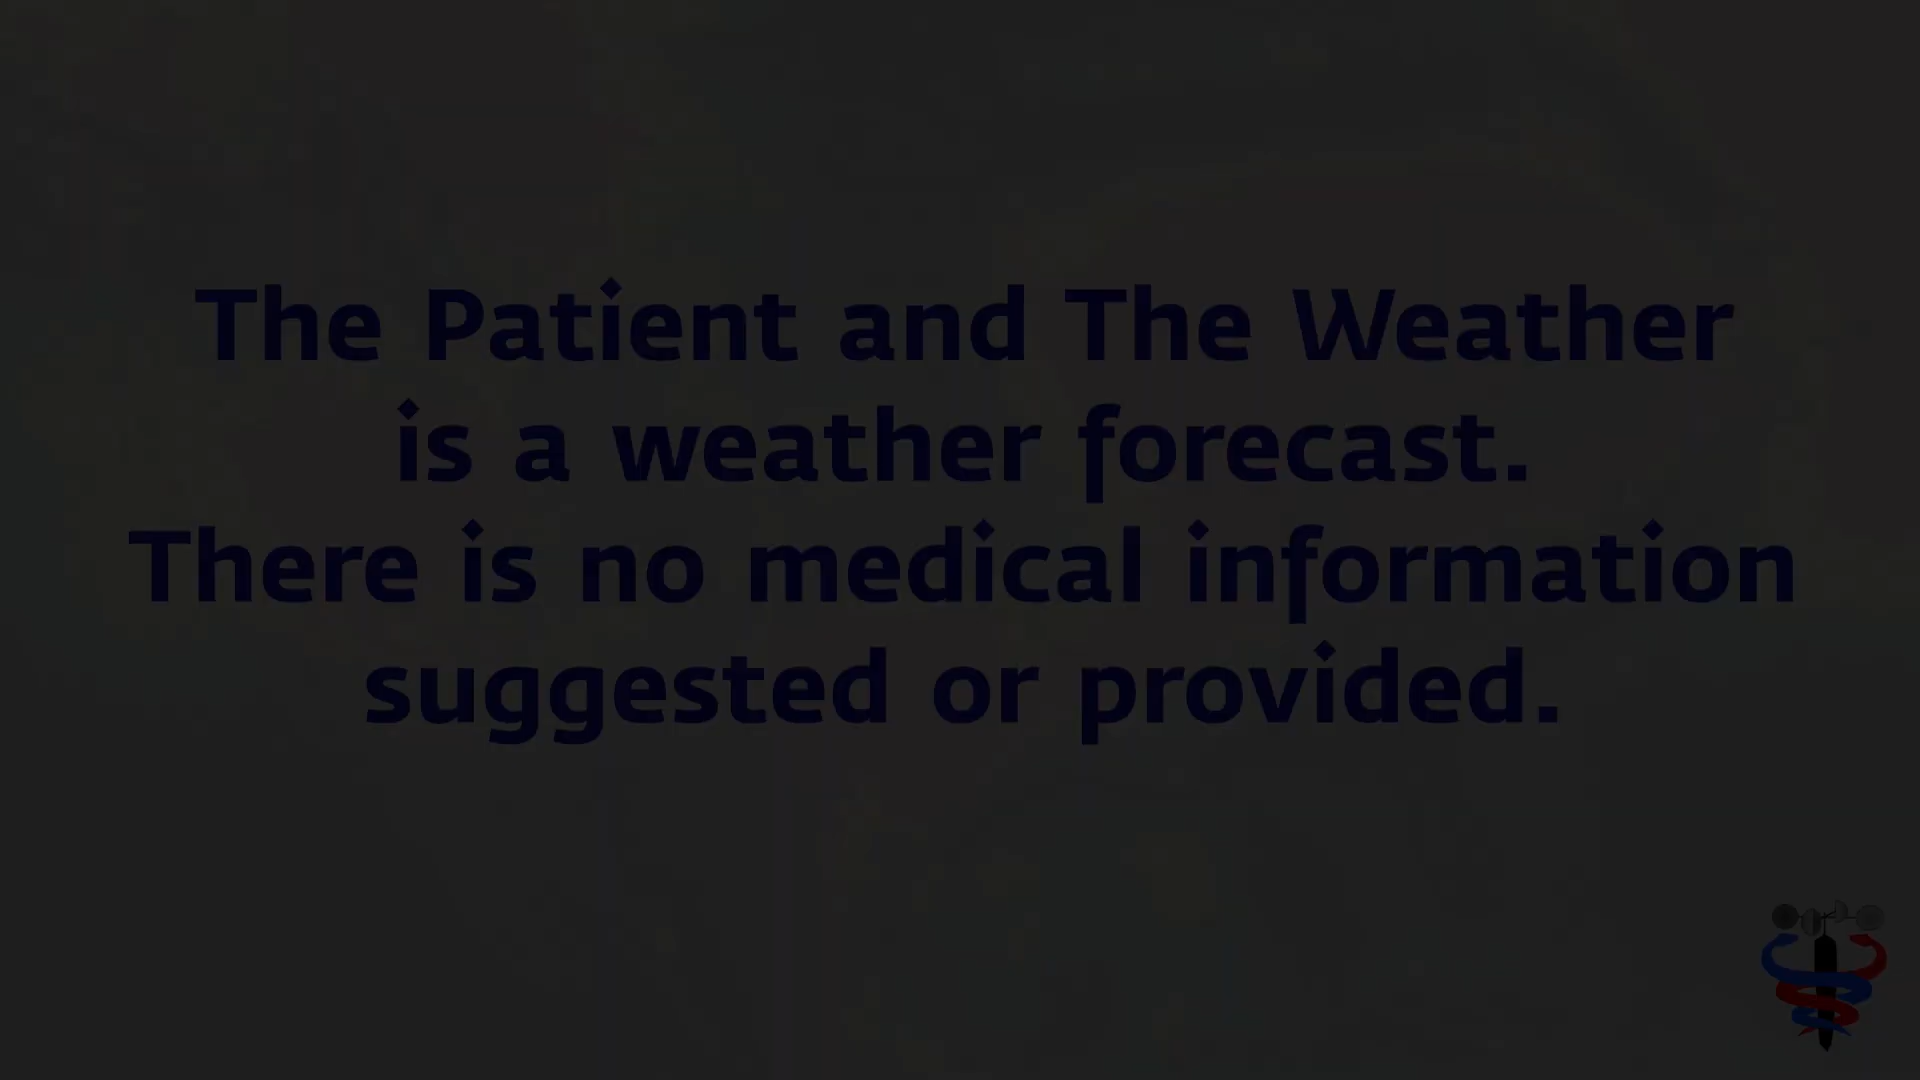 The Patient and The Weather
is a weather forecast.
There is no medical information
suggested or provided.